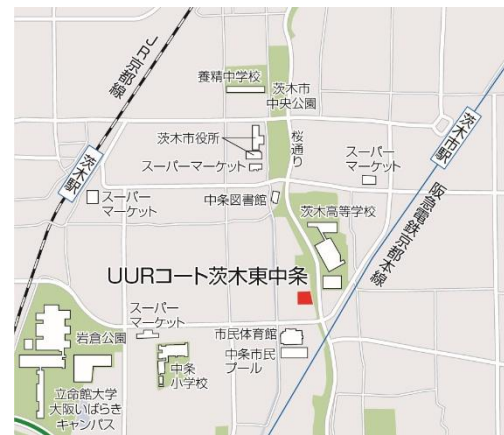 JR京都線
養精中学校
茨木市
中央公園
茨木市役所
桜通り
スーパーマーケット
スーパー
マーケット
茨木市駅
阪急電鉄京都本線
茨木駅
スーパー
マーケット
中条図書館
茨木高等学校
UURコート茨木東中条
スーパー
マーケット
岩倉公園
市民体育館
中条
小学校
中条市民
プール
立命館大学
大阪いばらき
キャンパス